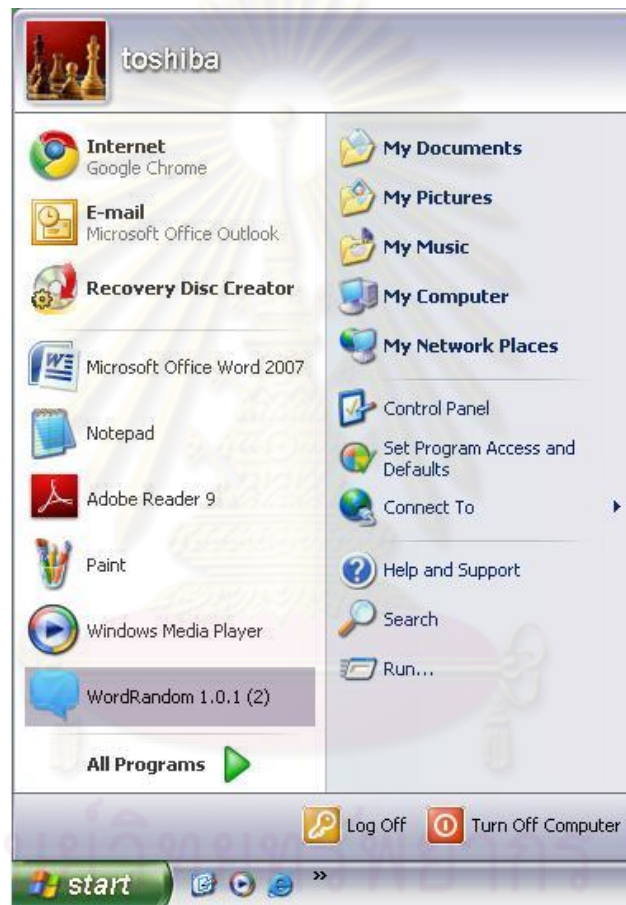 toshiba
Internet
Google Chrome
E-mail
Microsoft Office Outlook
Recovery Disc Creator
Microsoft Office Word 2007
Notepad
Adobe Reader 9
Paint
Windows Media Player
WordRandom 1.0.1 (2)
All Programs
My Documents
My Pictures
My Music
My Computer
My Network Places
Control Panel
Set Program Access and
Defaults
Connect To
Help and Support
Search
Run...
Log Off
Turn Off Computer
start
»